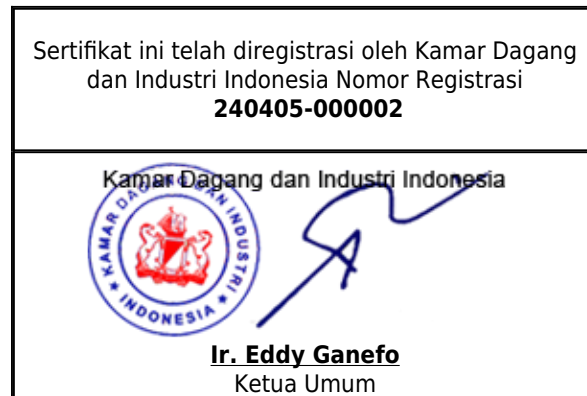 Sertifikat ini telah diregistrasi oleh Kamar Dagang
dan Industri Indonesia Nomor Registrasi
240405-000002
Kamar Dagang dan Industri Indonesia
KAMAR DAGANG DAN INDUSTRI
* INDONESIA *
Ir. Eddy Ganefo
Ketua Umum